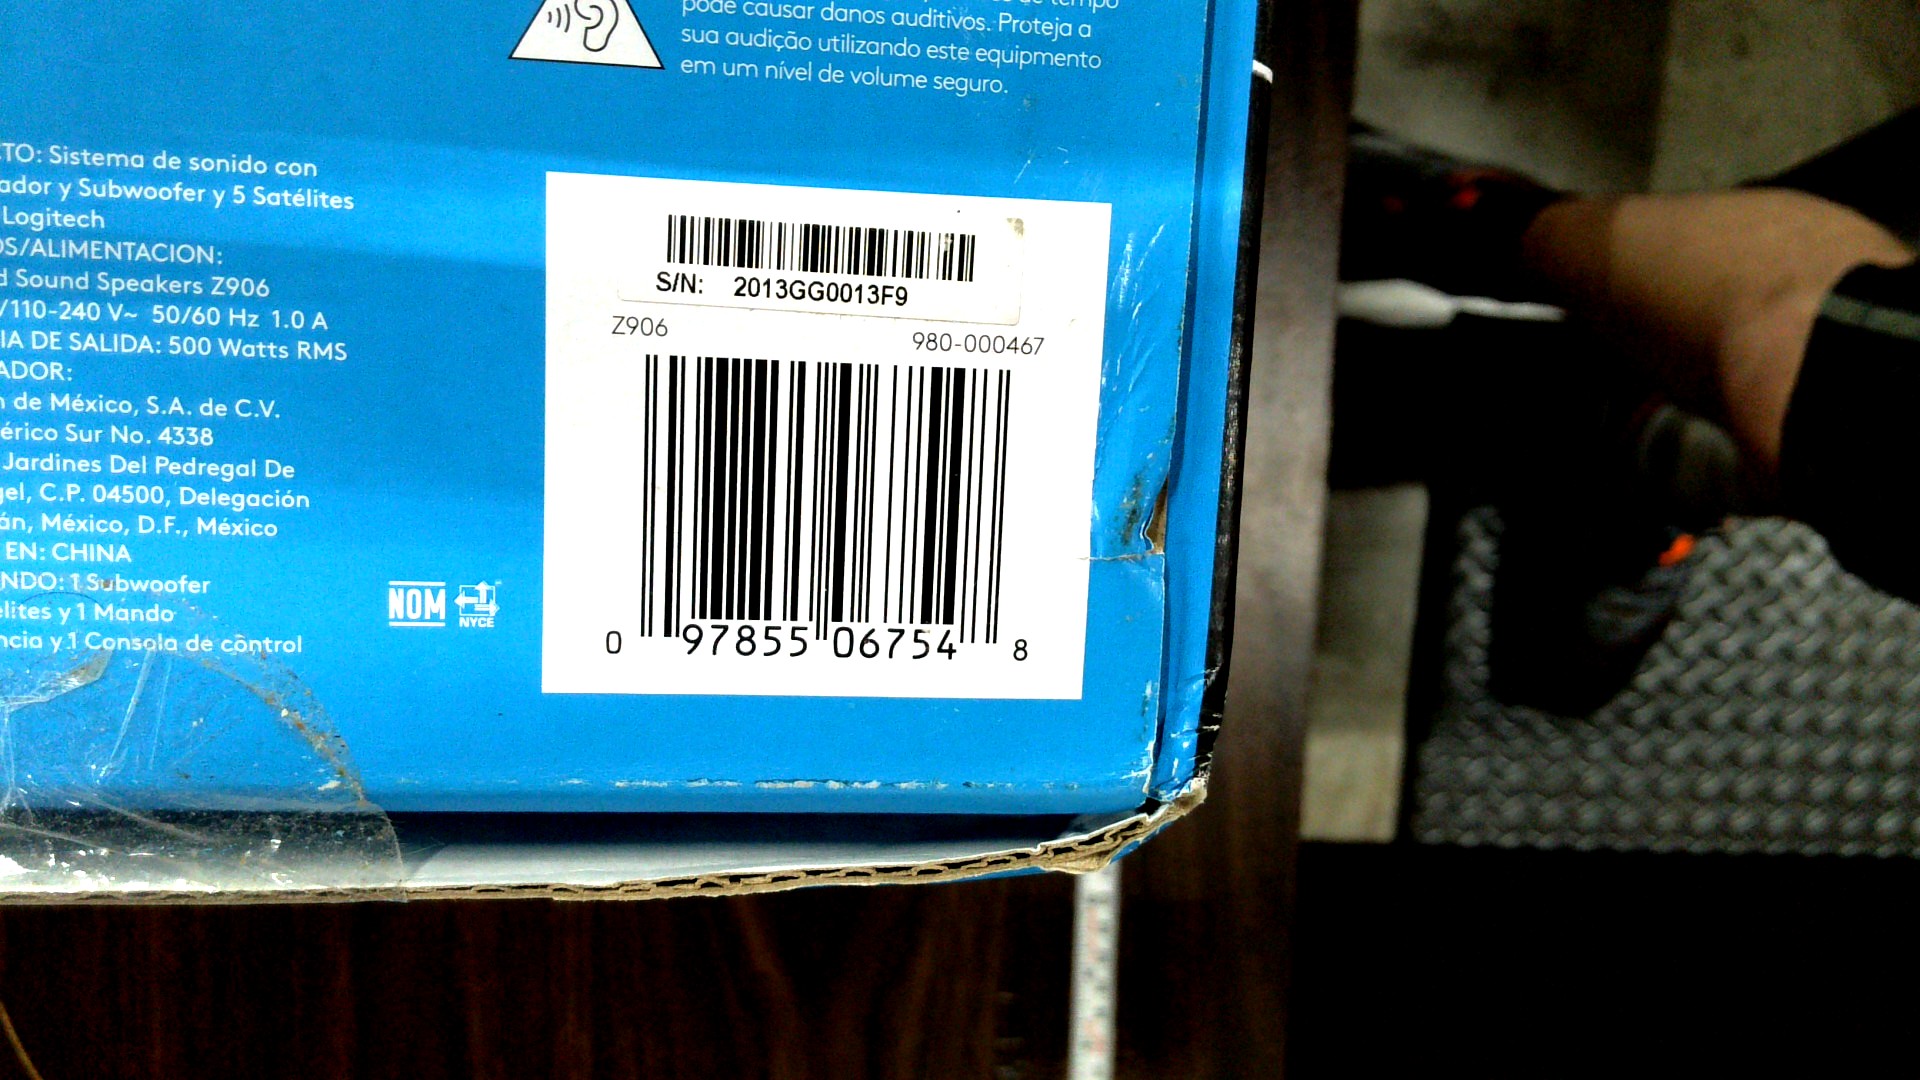 de tempo
pode causar danos auditivos. Proteja a
sua audição utilizando este equipmento
em um nível de volume seguro.
TO: Sistema de sonido con
ador y Subwoofer y 5 Satélites
Logitech
OS/ALIMENTACION:
d Sound Speakers Z906
/110-240 V~ 50/60 Hz 1.0 A
IA DE SALIDA: 500 Watts RMS
ADOR:
n de México, S.A. de C.V.
érico Sur No. 4338
Jardines Del Pedregal De
gel, C.P. 04500, Delegación
án, México, D.F., México
EN: CHINA
NDO: 1 Subwoofer
élites y 1 Mando
ncia y 1 Consola de control
NOM
NYCE
S/N: 2013GG0013F9
Z906 980-000467
0 97855 06754 8